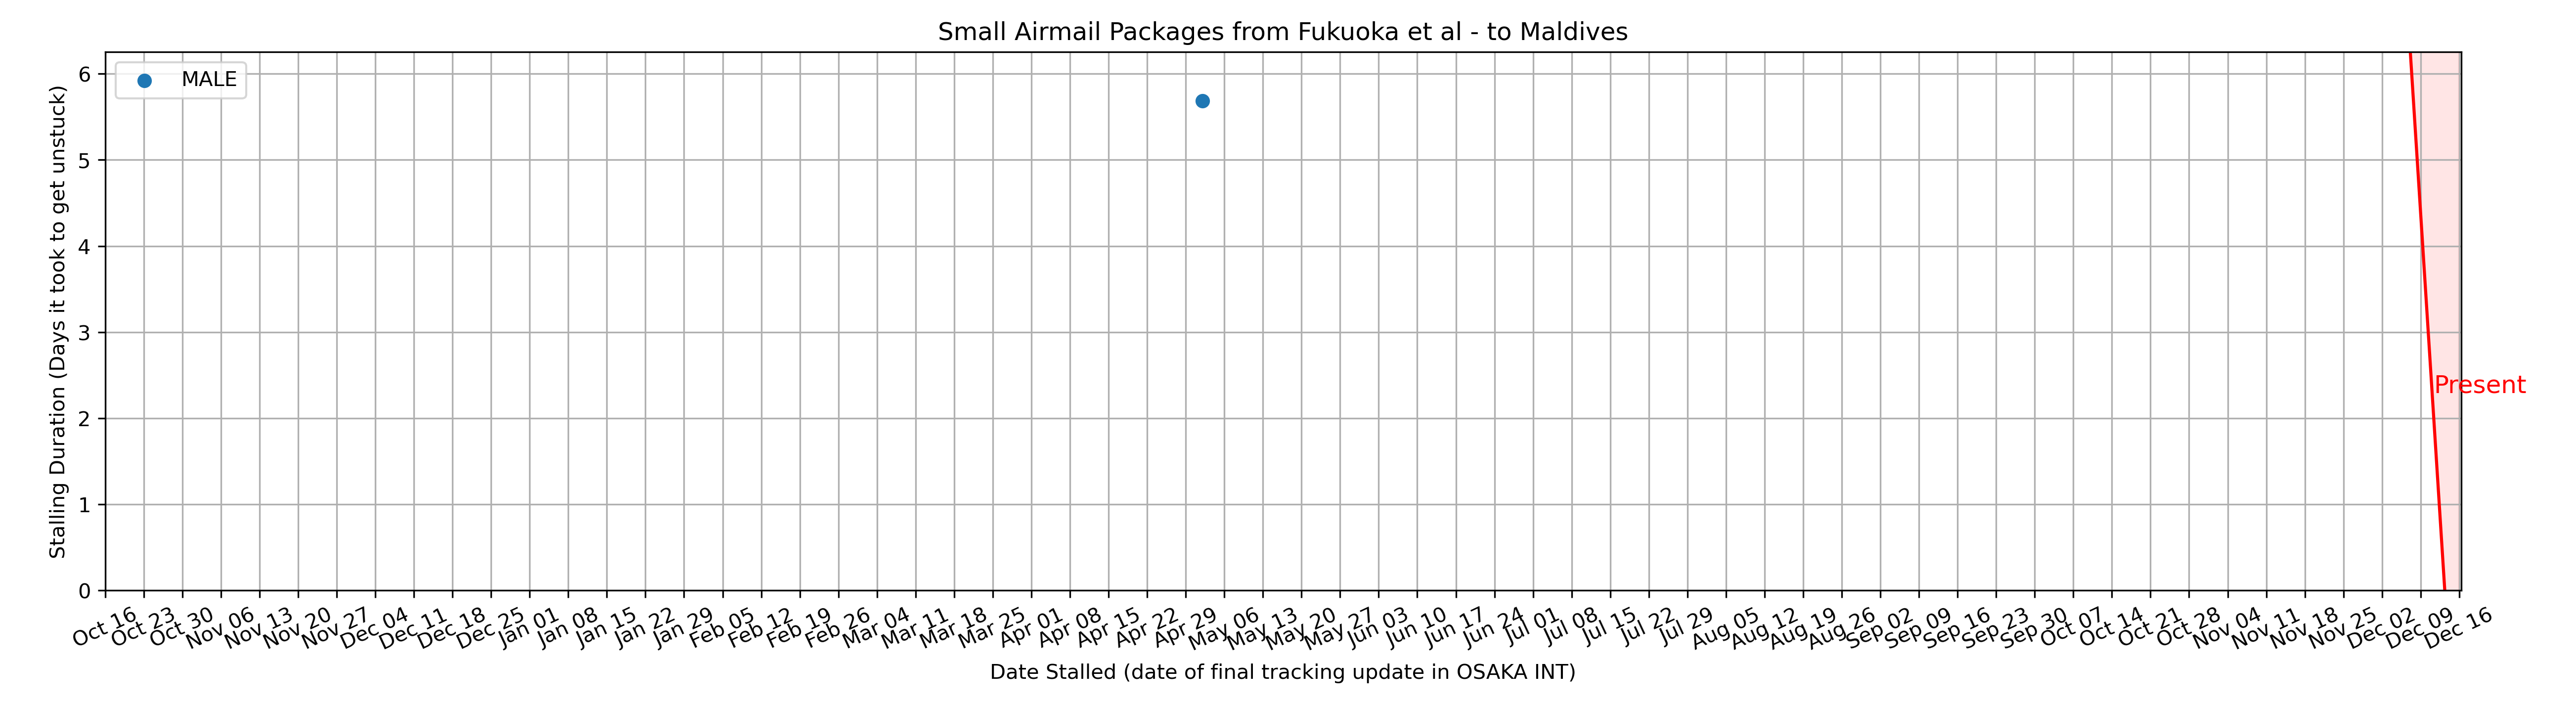 Small Airmail Packages from Fukuoka et al - to Maldives
MALE
Stalling Duration (Days it took to get unstuck)
6
5
4
3
2
1
0
Present
Oct 16 Oct 23 Oct 30 Nov 06 Nov 13 Nov 20 Nov 27 Dec 04 Dec 11 Dec 18 Dec 25 Jan 01 Jan 08 Jan 15 Jan 22 Jan 29 Feb 05 Feb 12 Feb 19 Feb 26 Mar 04 Mar 11 Mar 18 Mar 25 Apr 01 Apr 08 Apr 15 Apr 22 Apr 29 May 06 May 13 May 20 May 27 Jun 03 Jun 10 Jun 17 Jun 24 Jul 01 Jul 08 Jul 15 Jul 22 Jul 29 Aug 05 Aug 12 Aug 19 Aug 26 Sep 02 Sep 09 Sep 16 Sep 23 Sep 30 Oct 07 Oct 14 Oct 21 Oct 28 Nov 04 Nov 11 Nov 18 Nov 25 Dec 02 Dec 09 Dec 16
Date Stalled (date of final tracking update in OSAKA INT)